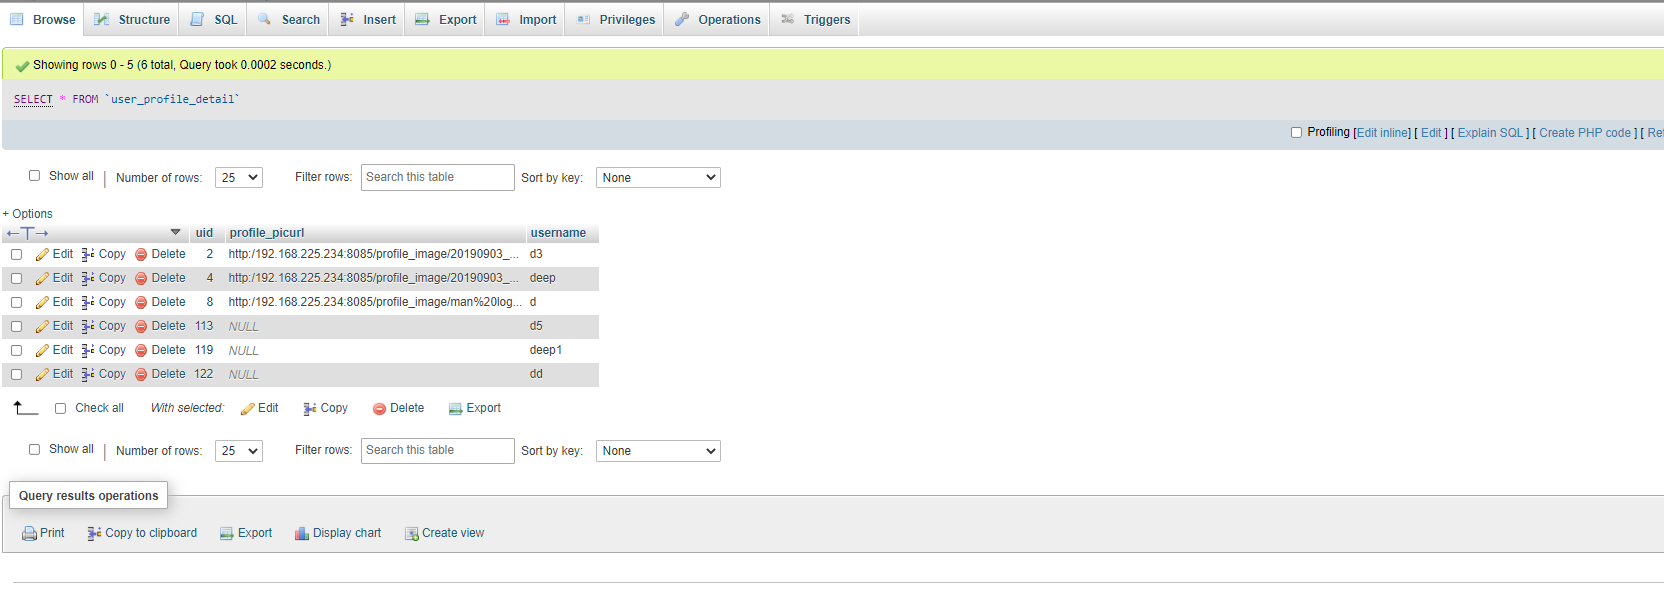 Browse Structure SQL Search Insert Export Import Privileges Operations Triggers
Showing rows 0 - 5 (6 total, Query took 0.0002 seconds.)
SELECT * FROM `user_profile_detail`
Profiling [Edit inline] [ Edit ] [ Explain SQL ] [ Create PHP code ] [ Ref
Show all | Number of rows: 25 Filter rows: Search this table Sort by key: None
+ Options
←T→ uid profile_picurl username
Edit Copy Delete 2 http:/192.168.225.234:8085/profile_image/20190903_... d3
Edit Copy Delete 4 http:/192.168.225.234:8085/profile_image/20190903_... deep
Edit Copy Delete 8 http:/192.168.225.234:8085/profile_image/man%20log... d
Edit Copy Delete 113 NULL d5
Edit Copy Delete 119 NULL deep1
Edit Copy Delete 122 NULL dd
Check all With selected: Edit Copy Delete Export
Show all | Number of rows: 25 Filter rows: Search this table Sort by key: None
Query results operations
Print Copy to clipboard Export Display chart Create view